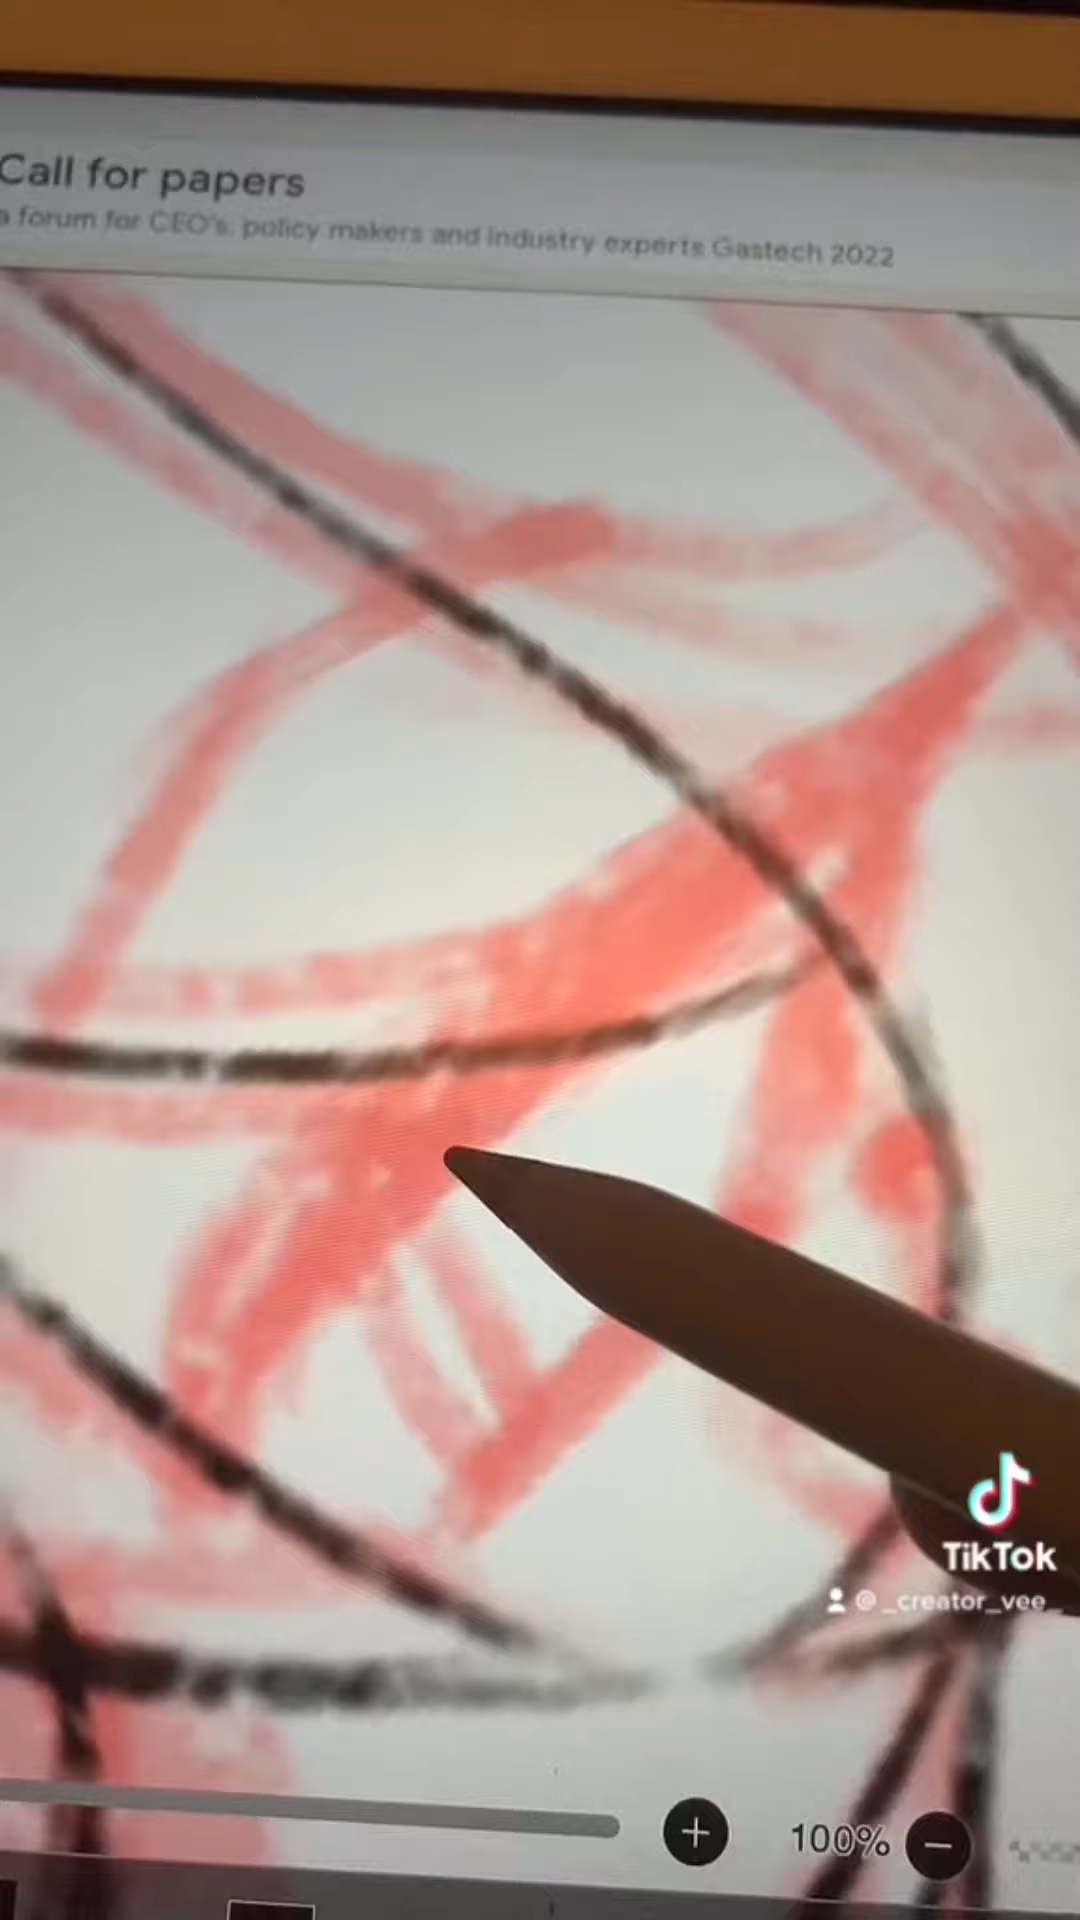 Call for papers
a forum for CEO's, policy makers and industry experts Gastech 2022
TikTok
@_creator_vee_
100%